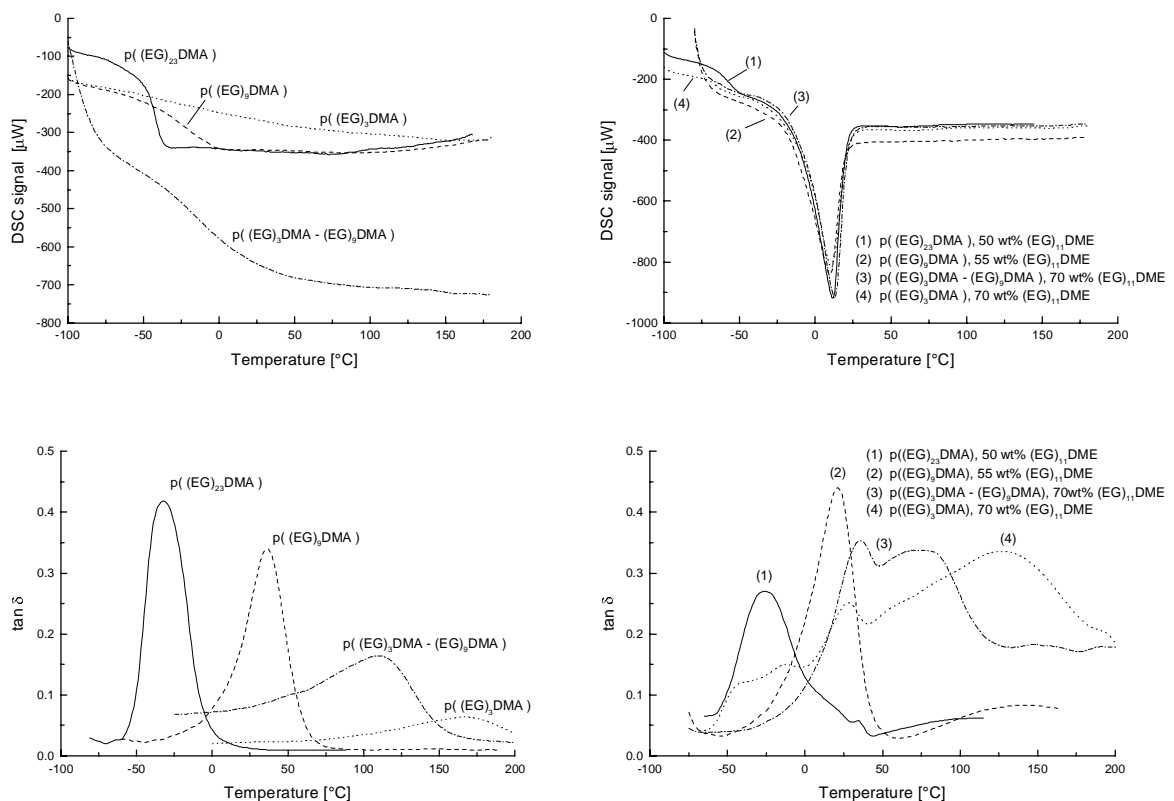 0
-100
-200
-300
-400
-500
-600
-700
-800
DSC signal [µW]
-100 -50 0 50 100 150 200
Temperature [°C]
p( (EG)23DMA )
p( (EG)9DMA )
p( (EG)3DMA )
p( (EG)3DMA - (EG)9DMA )
0
-200
-400
-600
-800
-1000
DSC signal [µW]
-100 -50 0 50 100 150 200
Temperature [°C]
(1)
(3)
(4)
(2)
(1) p( (EG)23DMA ), 50 wt% (EG)11DME
(2) p( (EG)9DMA ), 55 wt% (EG)11DME
(3) p( (EG)3DMA - (EG)9DMA ), 70 wt% (EG)11DME
(4) p( (EG)3DMA ), 70 wt% (EG)11DME
0.5
0.4
0.3
0.2
0.1
0.0
tan δ
-100 -50 0 50 100 150 200
Temperature [°C]
p( (EG)23DMA )
p( (EG)9DMA )
p( (EG)3DMA - (EG)9DMA )
p( (EG)3DMA )
0.5
0.4
0.3
0.2
0.1
0.0
tan δ
-100 -50 0 50 100 150 200
Temperature [°C]
(1) p((EG)23DMA), 50 wt% (EG)11DME
(2) p((EG)9DMA), 55 wt% (EG)11DME
(3) p((EG)3DMA - (EG)9DMA), 70wt% (EG)11DME
(4) p((EG)3DMA), 70 wt% (EG)11DME
(2)
(3)
(4)
(1)